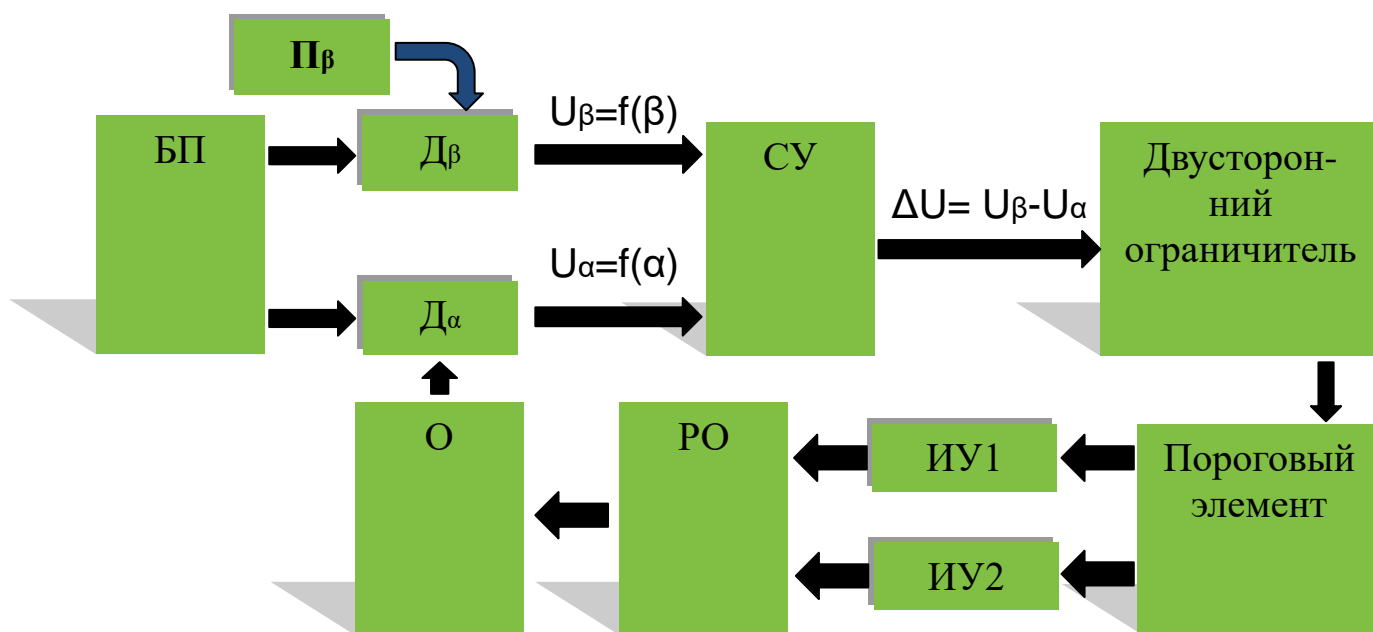 Пβ
Uβ=f(β)
БП
Дβ
СУ
Двусторон-
ний
ограничитель
ΔU= Uβ-Uα
Uα=f(α)
Дα
О
РО
ИУ1
Пороговый
элемент
ИУ2